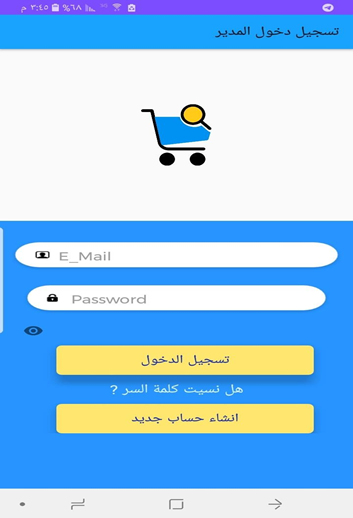 م ٣:٤٥ %٦٨
تسجيل دخول المدير
E_Mail
Password
تسجيل الدخول
هل نسيت كلمة السر ?
انشاء حساب جديد